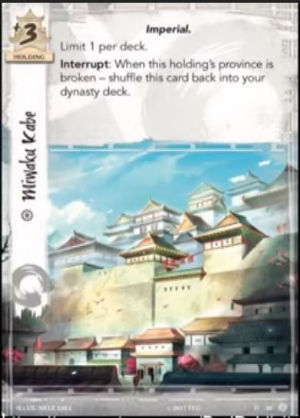 3
HOLDING
Imperial.
Limit 1 per deck.
Interrupt: When this holding's province is
broken – shuffle this card back into your
dynasty deck.
Miwaku Kabe